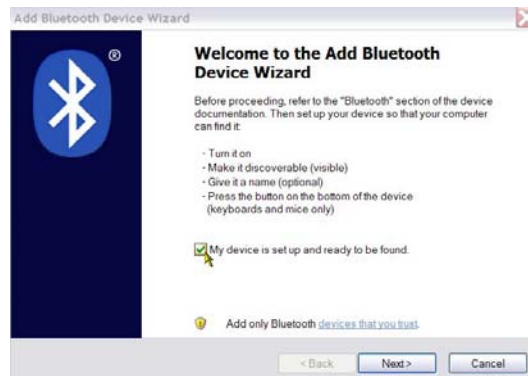 Add Bluetooth Device Wizard
®
Welcome to the Add Bluetooth
Device Wizard
Before proceeding, refer to the "Bluetooth" section of the device
documentation. Then set up your device so that your computer
can find it:
- Turn it on
- Make it discoverable (visible)
- Give it a name (optional)
- Press the button on the bottom of the device
(keyboards and mice only)
My device is set up and ready to be found.
Add only Bluetooth devices that you trust.
< Back
Next >
Cancel